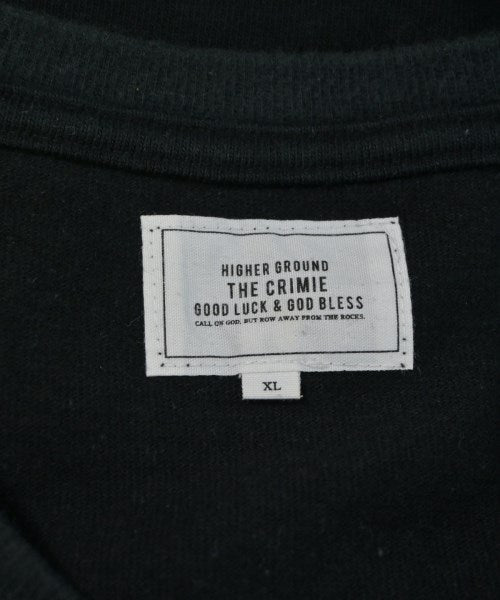 HIGHER GROUND
THE CRIMIE
GOOD LUCK & GOD BLESS
CALL ON GOD, BUT ROW AWAY FROM THE ROCKS.
XL